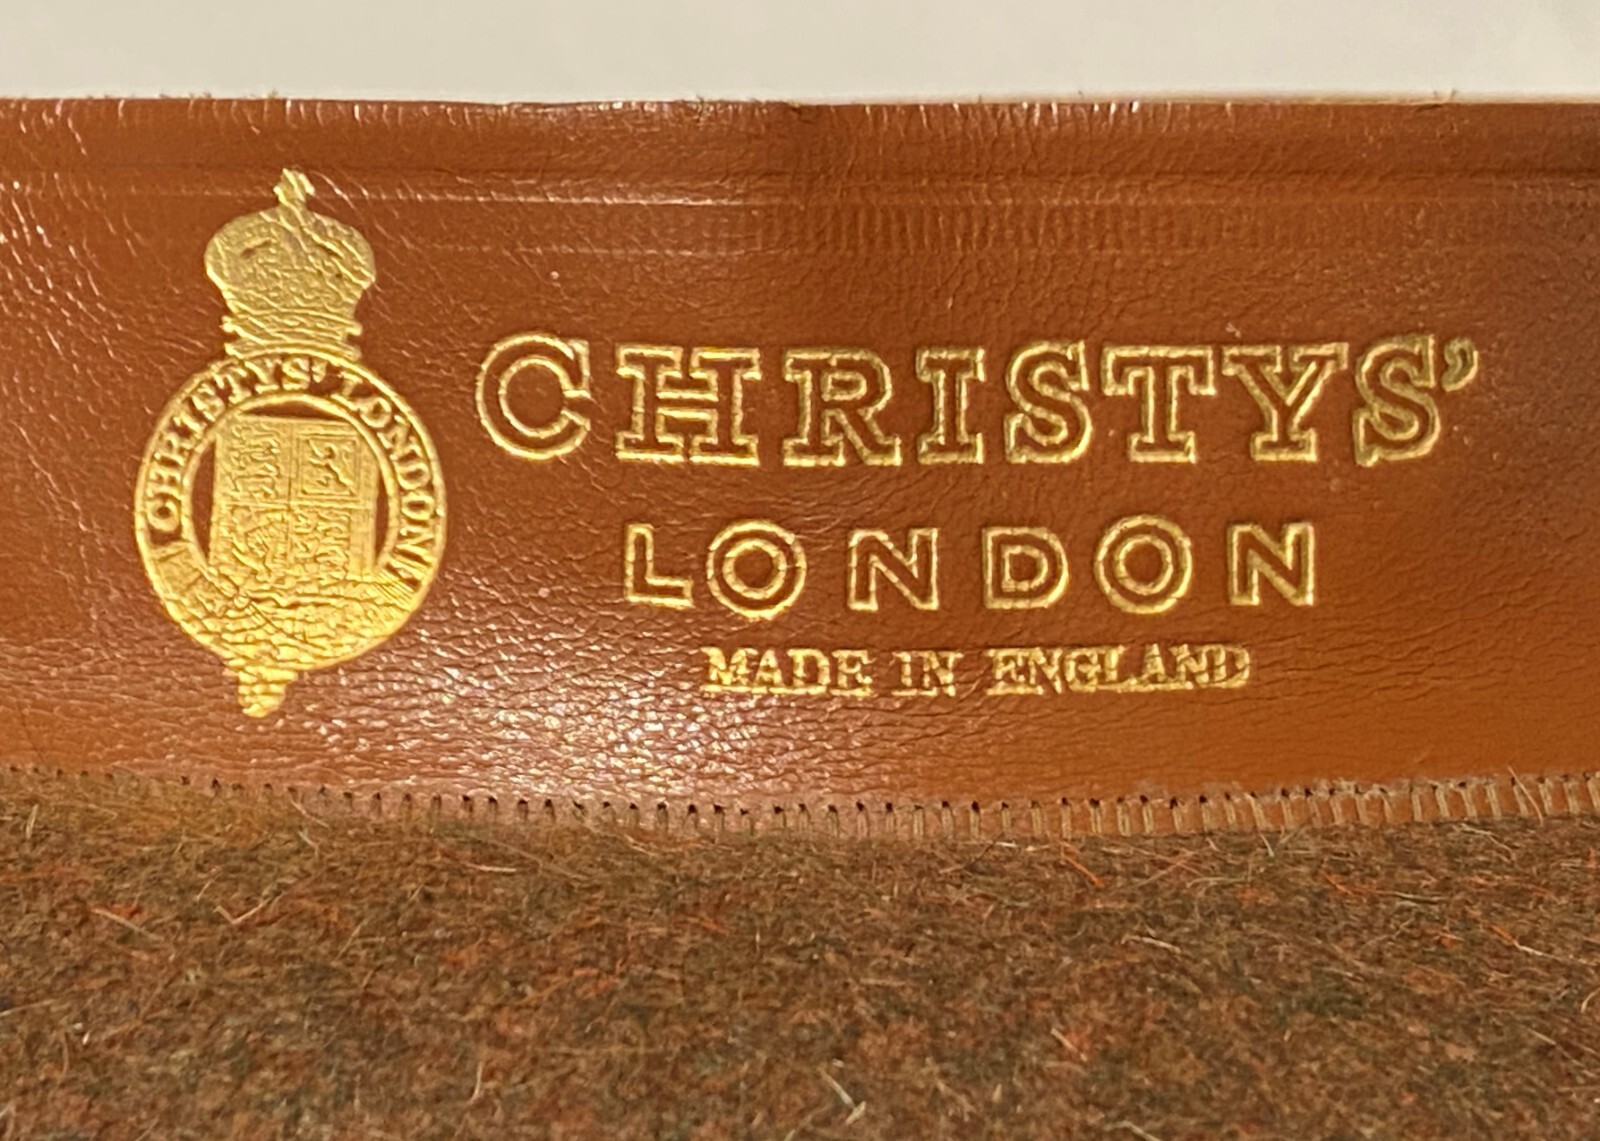 CHRISTYS' LONDON
CHRISTYS'
LONDON
MADE IN ENGLAND